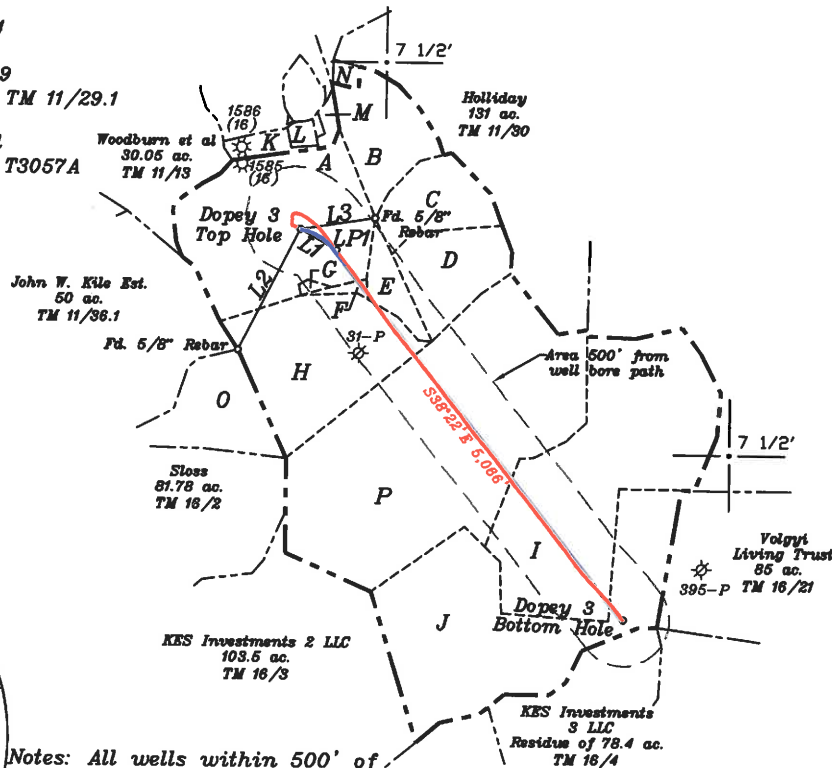 9
TM 11/29.1
T3057A
7 1/2'
N
M
Holliday
131 ac.
TM 11/30
1586
(16)
Woodburn et al
30.05 ac.
TM 11/13
K
L
A
B
1585
(16)
C
Dopey 3
Top Hole
L3
Fd. 5/8"
Rebar
L1
LP1
D
L2
G
E
F
John W. Kile Est.
50 ac.
TM 11/36.1
Fd. 5/8" Rebar
31-P
H
O
Area 500' from
well bore path
S38°22'E 5,086'
7 1/2'
Sloss
81.78 ac.
TM 16/2
P
I
Volgyi
Living Trust
85 ac.
TM 16/21
395-P
J
Dopey 3
Bottom Hole
KES Investments 2 LLC
103.5 ac.
TM 16/3
KES Investments
3 LLC
Residue of 78.4 ac.
TM 16/4
Notes: All wells within 500' of